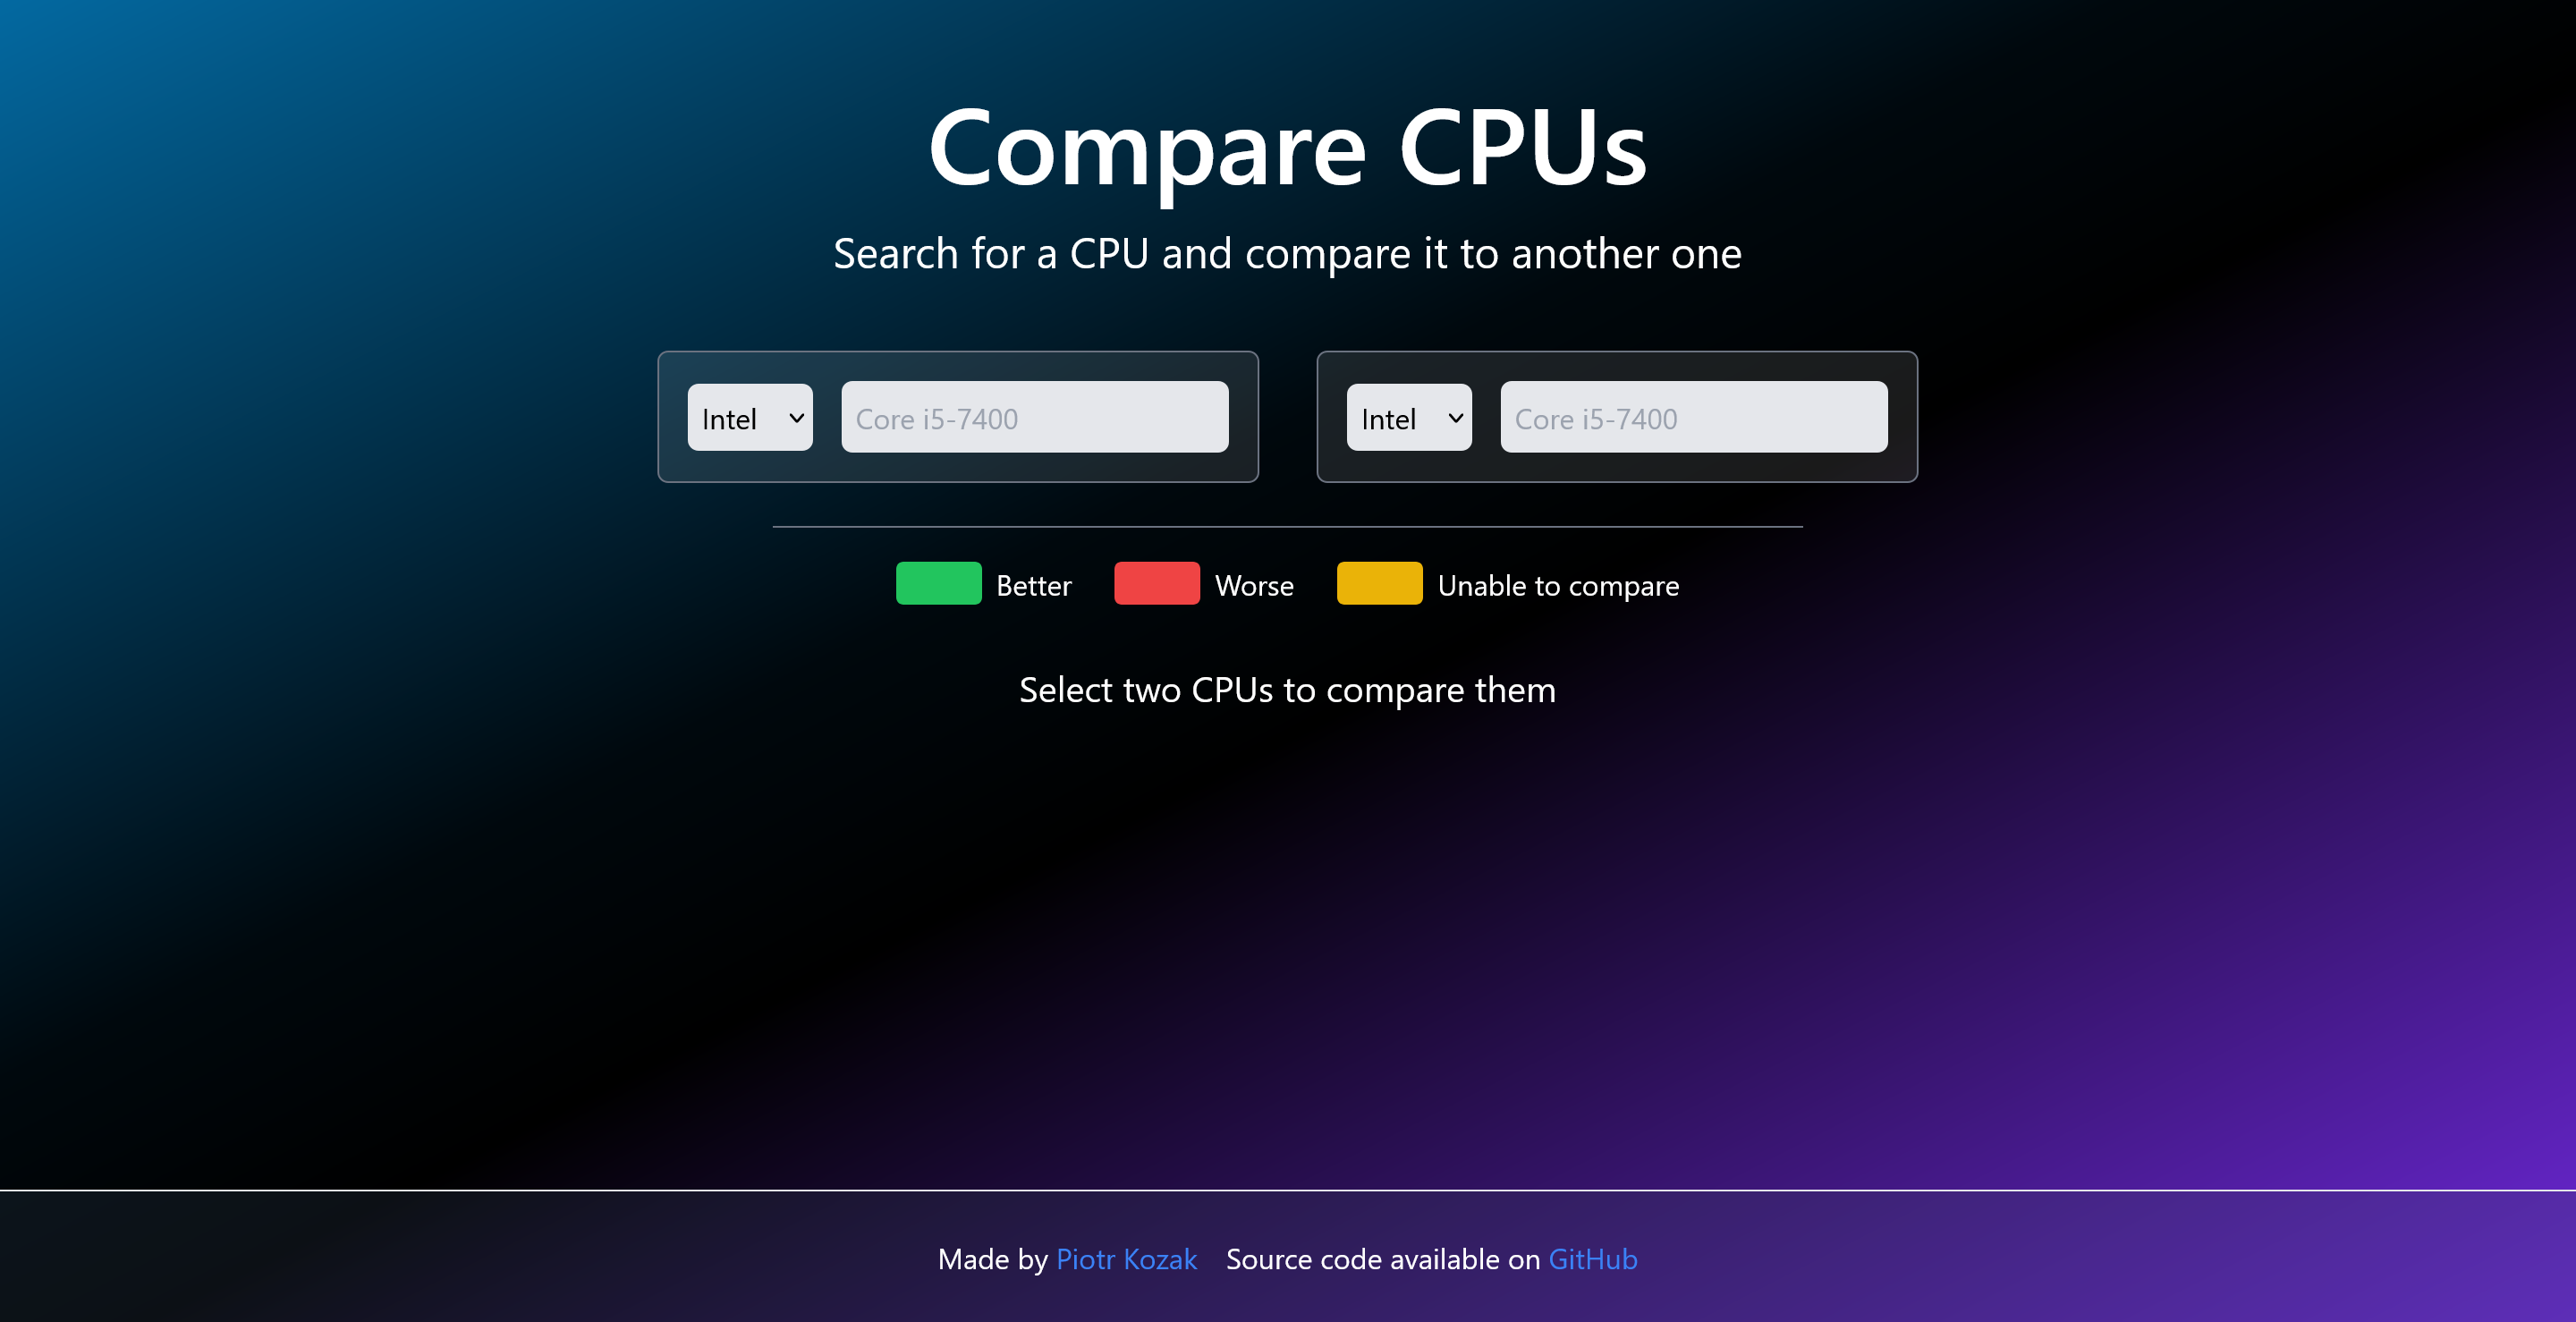 Compare CPUs
Search for a CPU and compare it to another one
Intel Core i5-7400 Intel Core i5-7400
Better Worse Unable to compare
Select two CPUs to compare them
Made by Piotr Kozak Source code available on GitHub